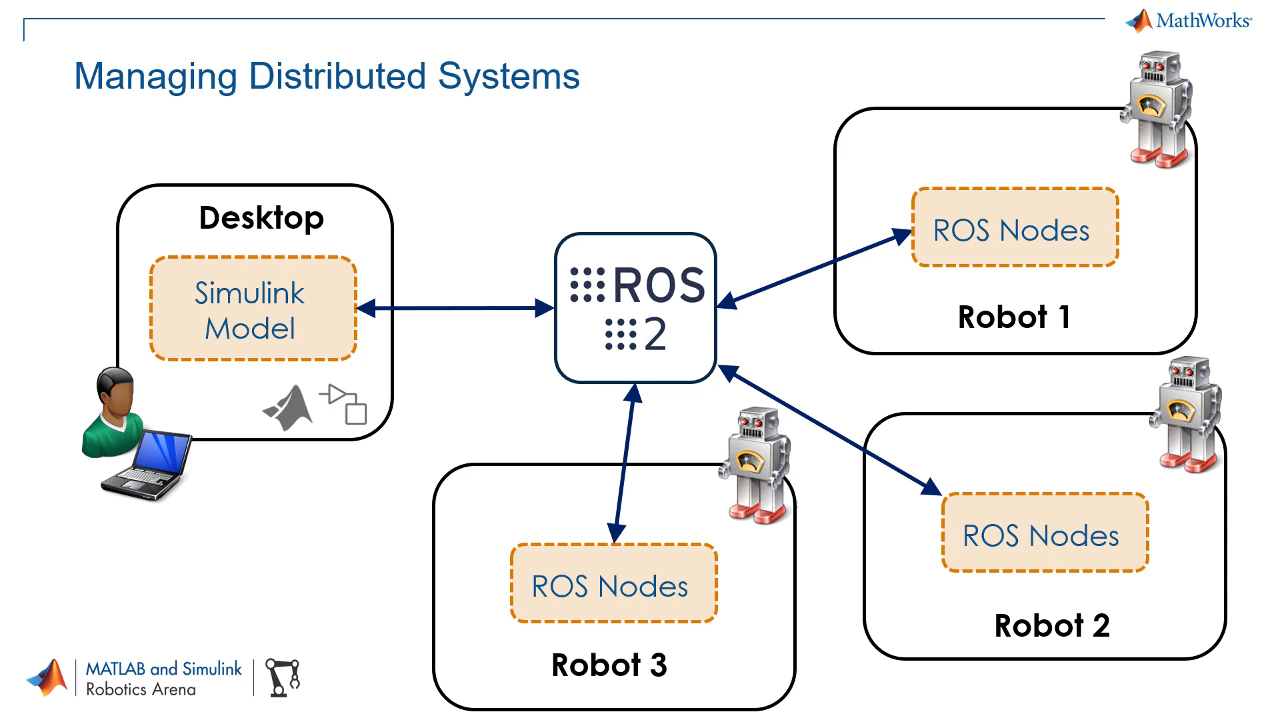 MathWorks®
Managing Distributed Systems
Desktop
Simulink
Model
ROS
2
ROS Nodes
Robot 1
ROS Nodes
Robot 2
ROS Nodes
Robot 3
MATLAB and Simulink
Robotics Arena